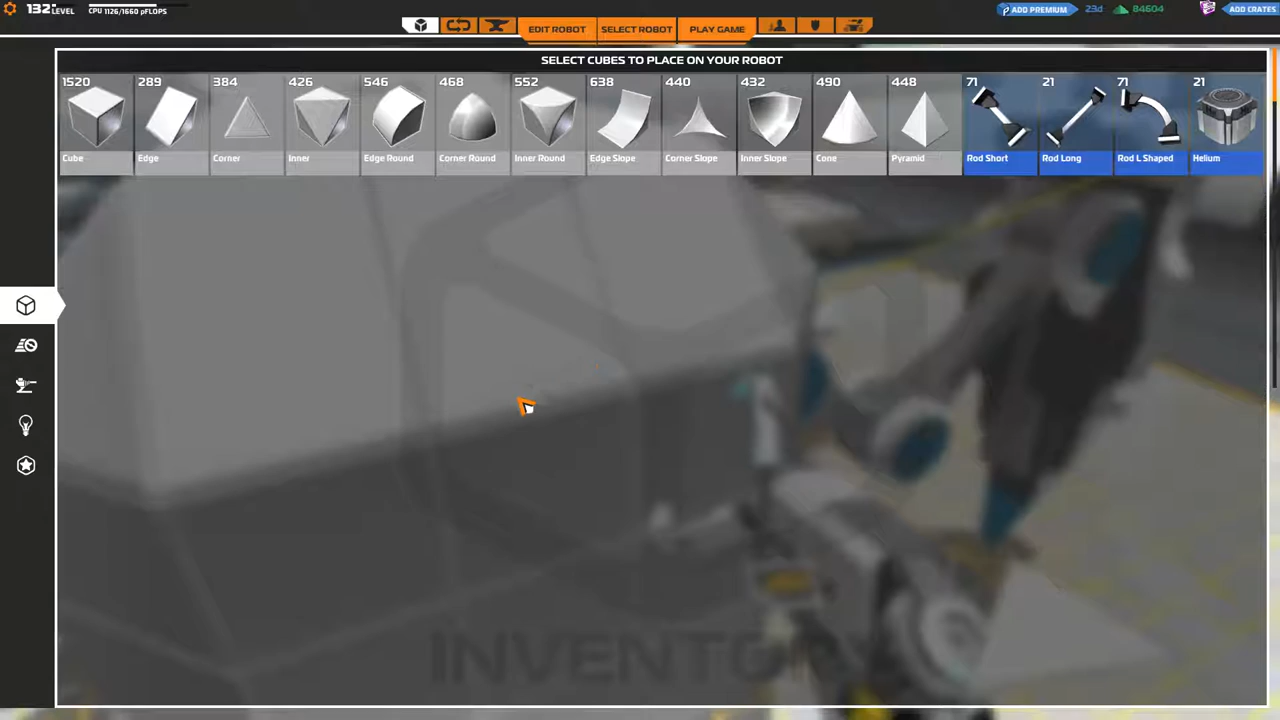 132 LEVEL
CPU 1126/1660 pFLOPS
EDIT ROBOT
SELECT ROBOT
PLAY GAME
ADD PREMIUM
23d
84604
ADD CRATES
SELECT CUBES TO PLACE ON YOUR ROBOT
1520 289 384 426 546 468 552 638 440 432 490 448 71 21 71 21
Cube Edge Corner Inner Edge Round Corner Round Inner Round Edge Slope Corner Slope Inner Slope Cone Pyramid Rod Short Rod Long Rod L Shaped Helium
INVENTORY